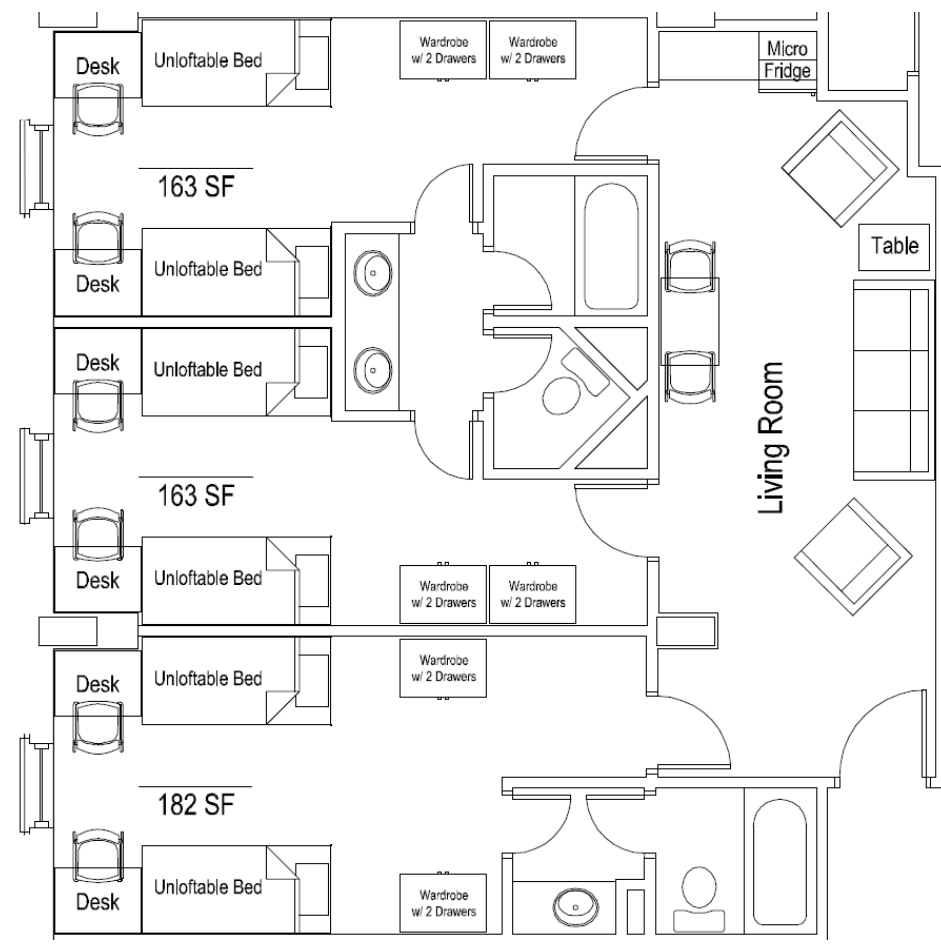 Desk
Unloftable Bed
Wardrobe
w/ 2 Drawers
Wardrobe
w/ 2 Drawers
Micro
Fridge
163 SF
Desk
Unloftable Bed
Table
Desk
Unloftable Bed
Living Room
163 SF
Desk
Unloftable Bed
Wardrobe
w/ 2 Drawers
Wardrobe
w/ 2 Drawers
Desk
Unloftable Bed
Wardrobe
w/ 2 Drawers
182 SF
Desk
Unloftable Bed
Wardrobe
w/ 2 Drawers